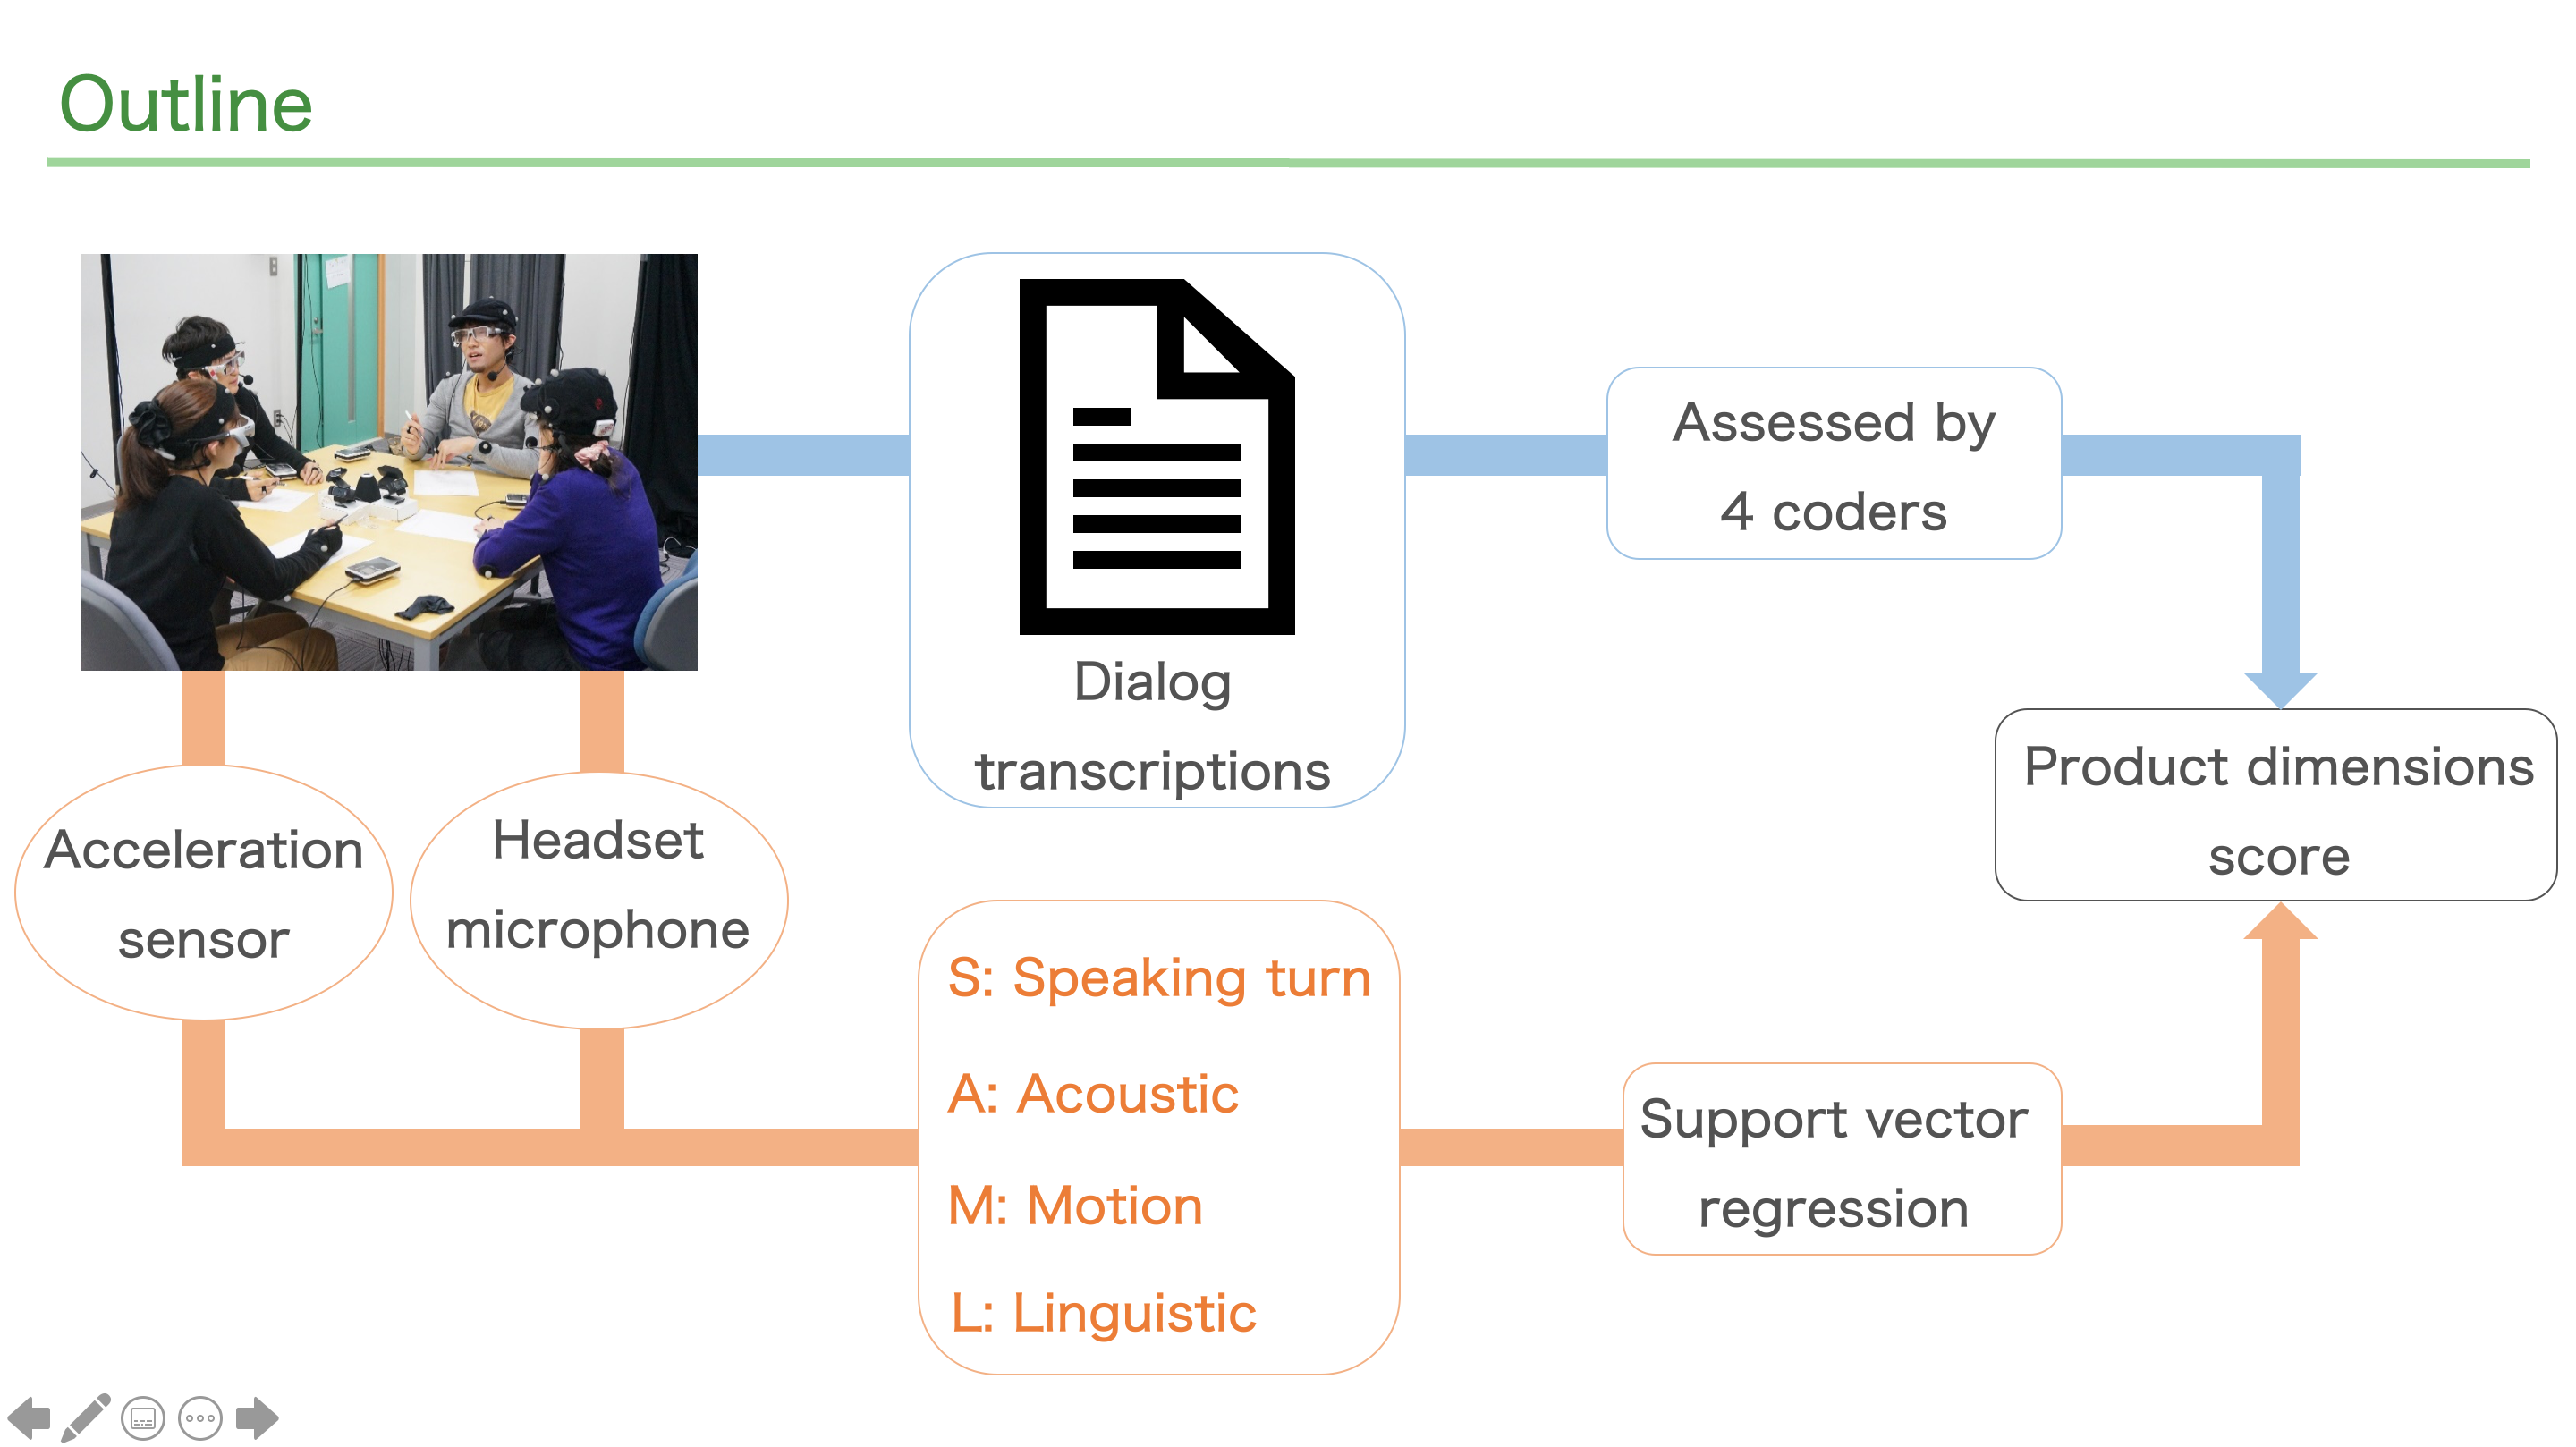 Outline
Dialog
transcriptions
Assessed by
4 coders
Product dimensions
score
Acceleration
sensor
Headset
microphone
S: Speaking turn
A: Acoustic
M: Motion
L: Linguistic
Support vector
regression